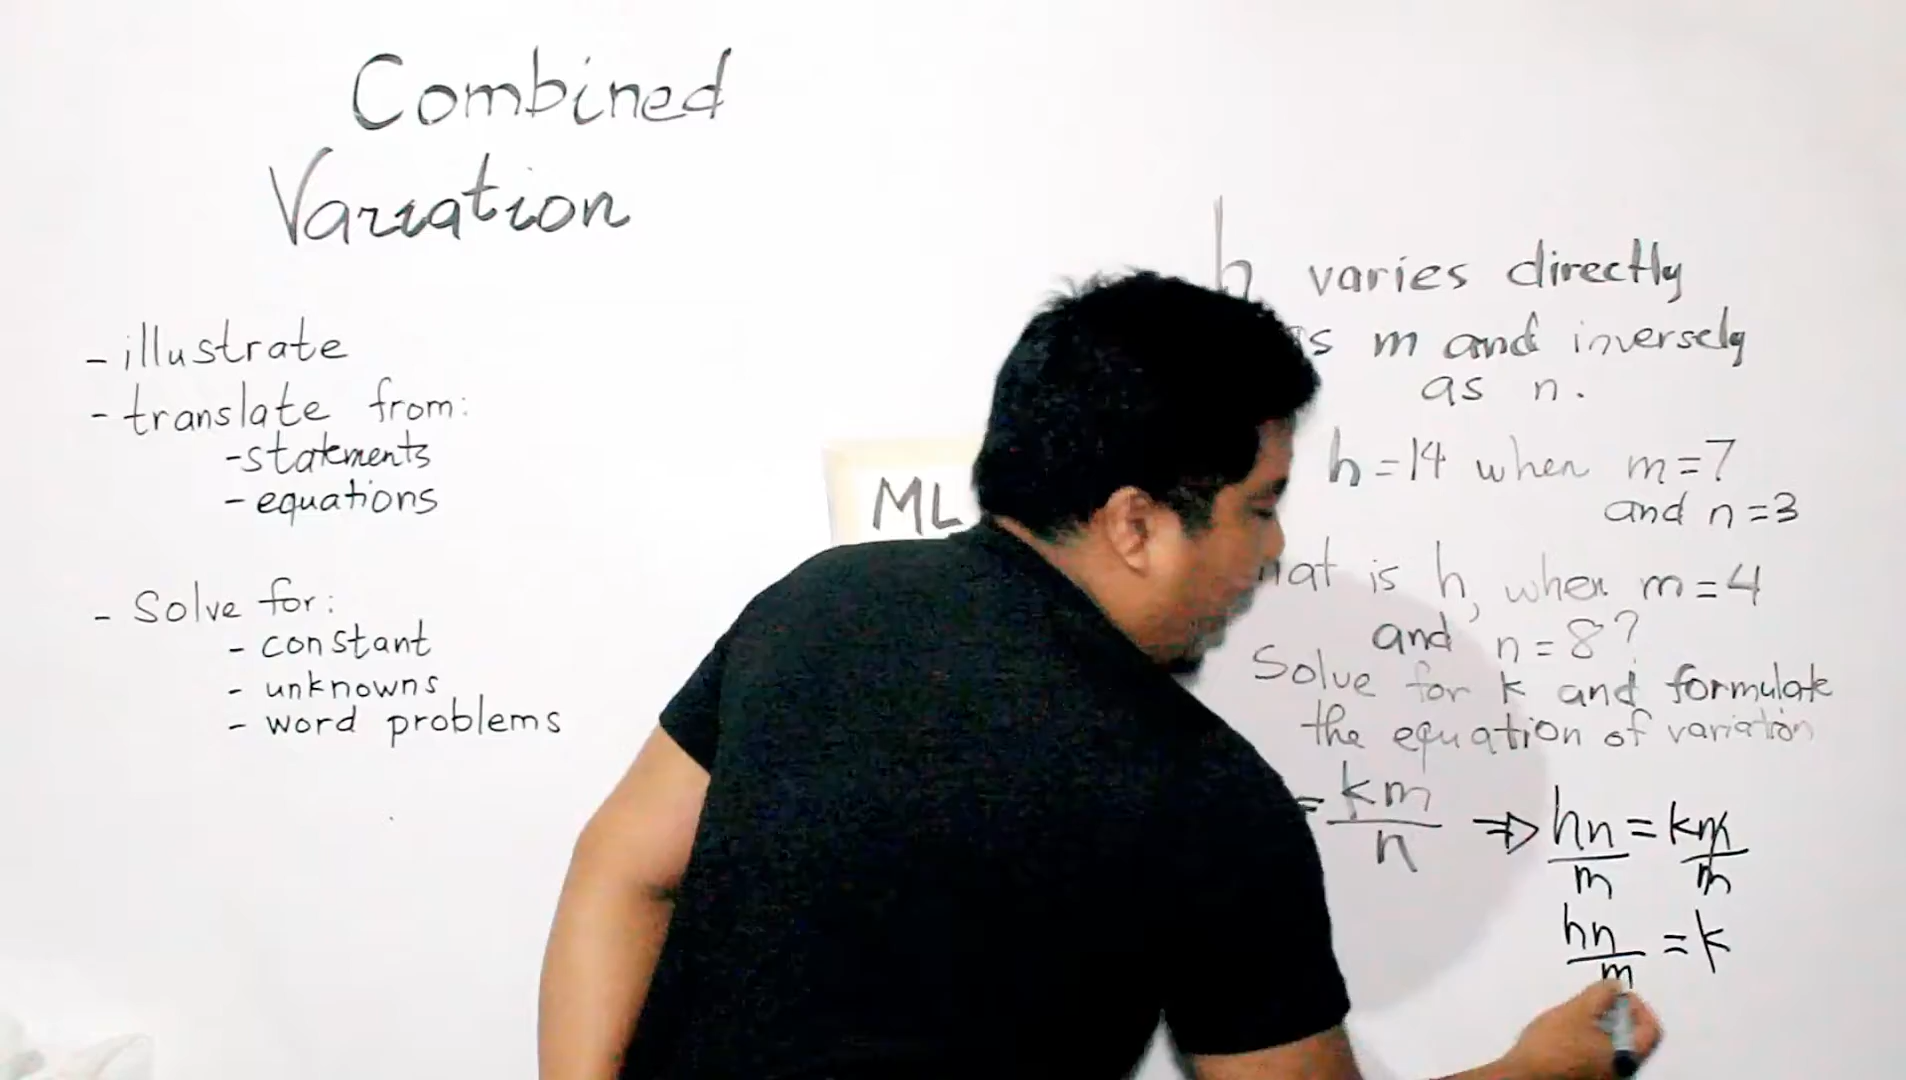 Combined
Variation
- illustrate
- translate from:
- statements
- equations
- Solve for:
- constant
- unknowns
- word problems
ML
h varies directly
m and inversely
as n.
h = 14 when m = 7
and n = 3
is h, when m = 4
and n = 8?
Solve for k and formulate
the equation of variation
= km/n ⇒ hn/m = km/m
hn/m = k